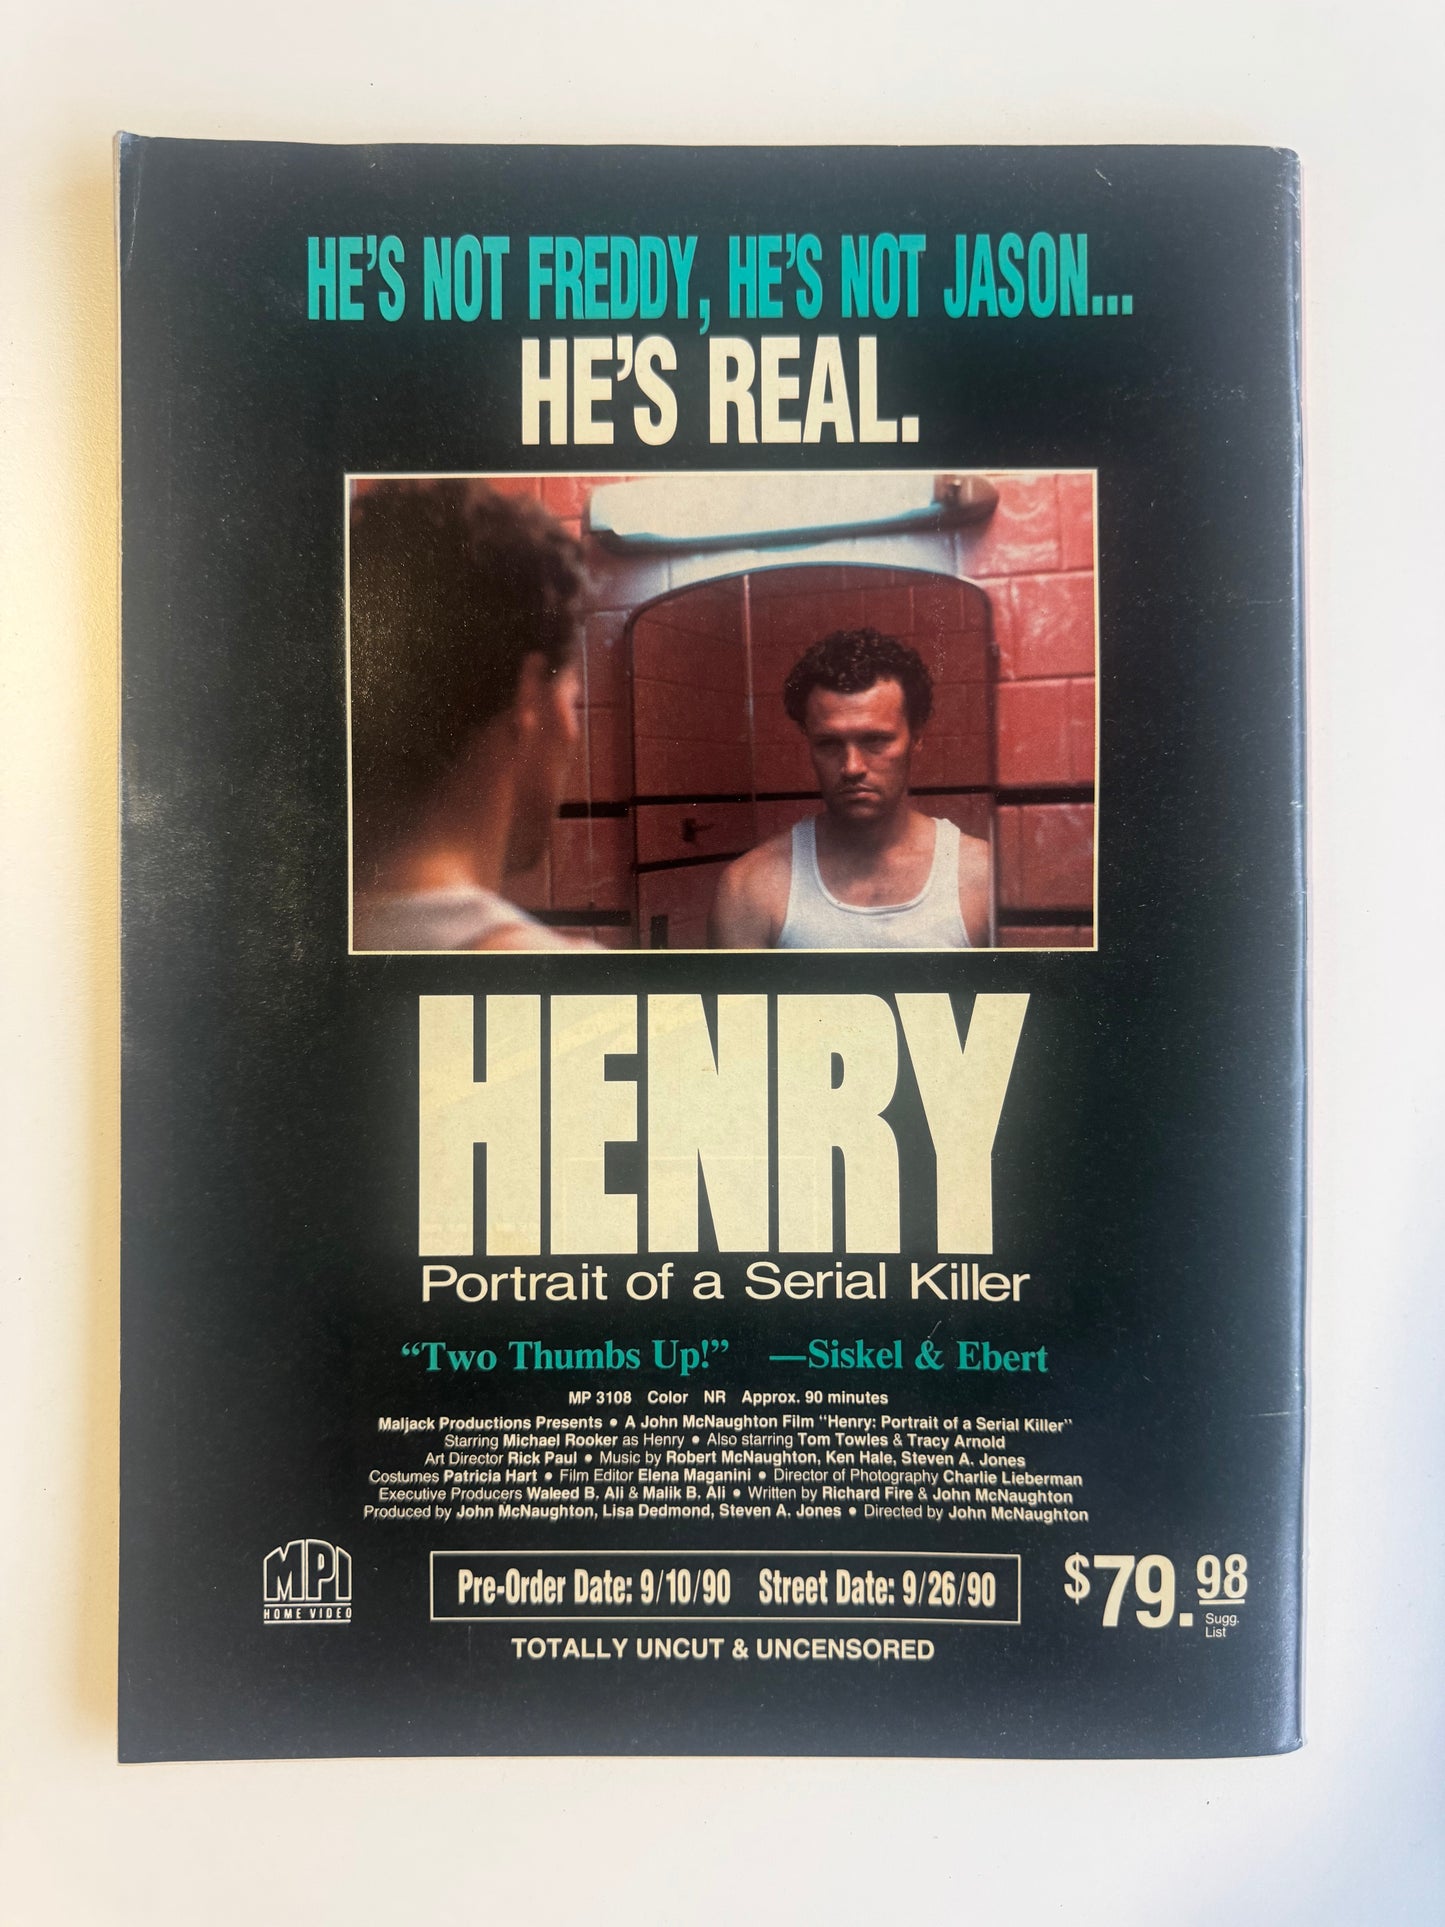 HE'S NOT FREDDY, HE'S NOT JASON...
HE'S REAL.
HENRY
Portrait of a Serial Killer
“Two Thumbs Up!” —Siskel & Ebert
MP 3108 Color NR Approx. 90 minutes
Maljack Productions Presents • A John McNaughton Film "Henry: Portrait of a Serial Killer"
Starring Michael Rooker as Henry • Also starring Tom Towles & Tracy Arnold
Art Director Rick Paul • Music by Robert McNaughton, Ken Hale, Steven A. Jones
Costumes Patricia Hart • Film Editor Elena Maganini • Director of Photography Charlie Lieberman
Executive Producers Waleed B. Ali & Malik B. Ali • Written by Richard Fire & John McNaughton
Produced by John McNaughton, Lisa Dedmond, Steven A. Jones • Directed by John McNaughton
MPI
HOME VIDEO
Pre-Order Date: 9/10/90 Street Date: 9/26/90
$79.98
Sugg.
List
TOTALLY UNCUT & UNCENSORED